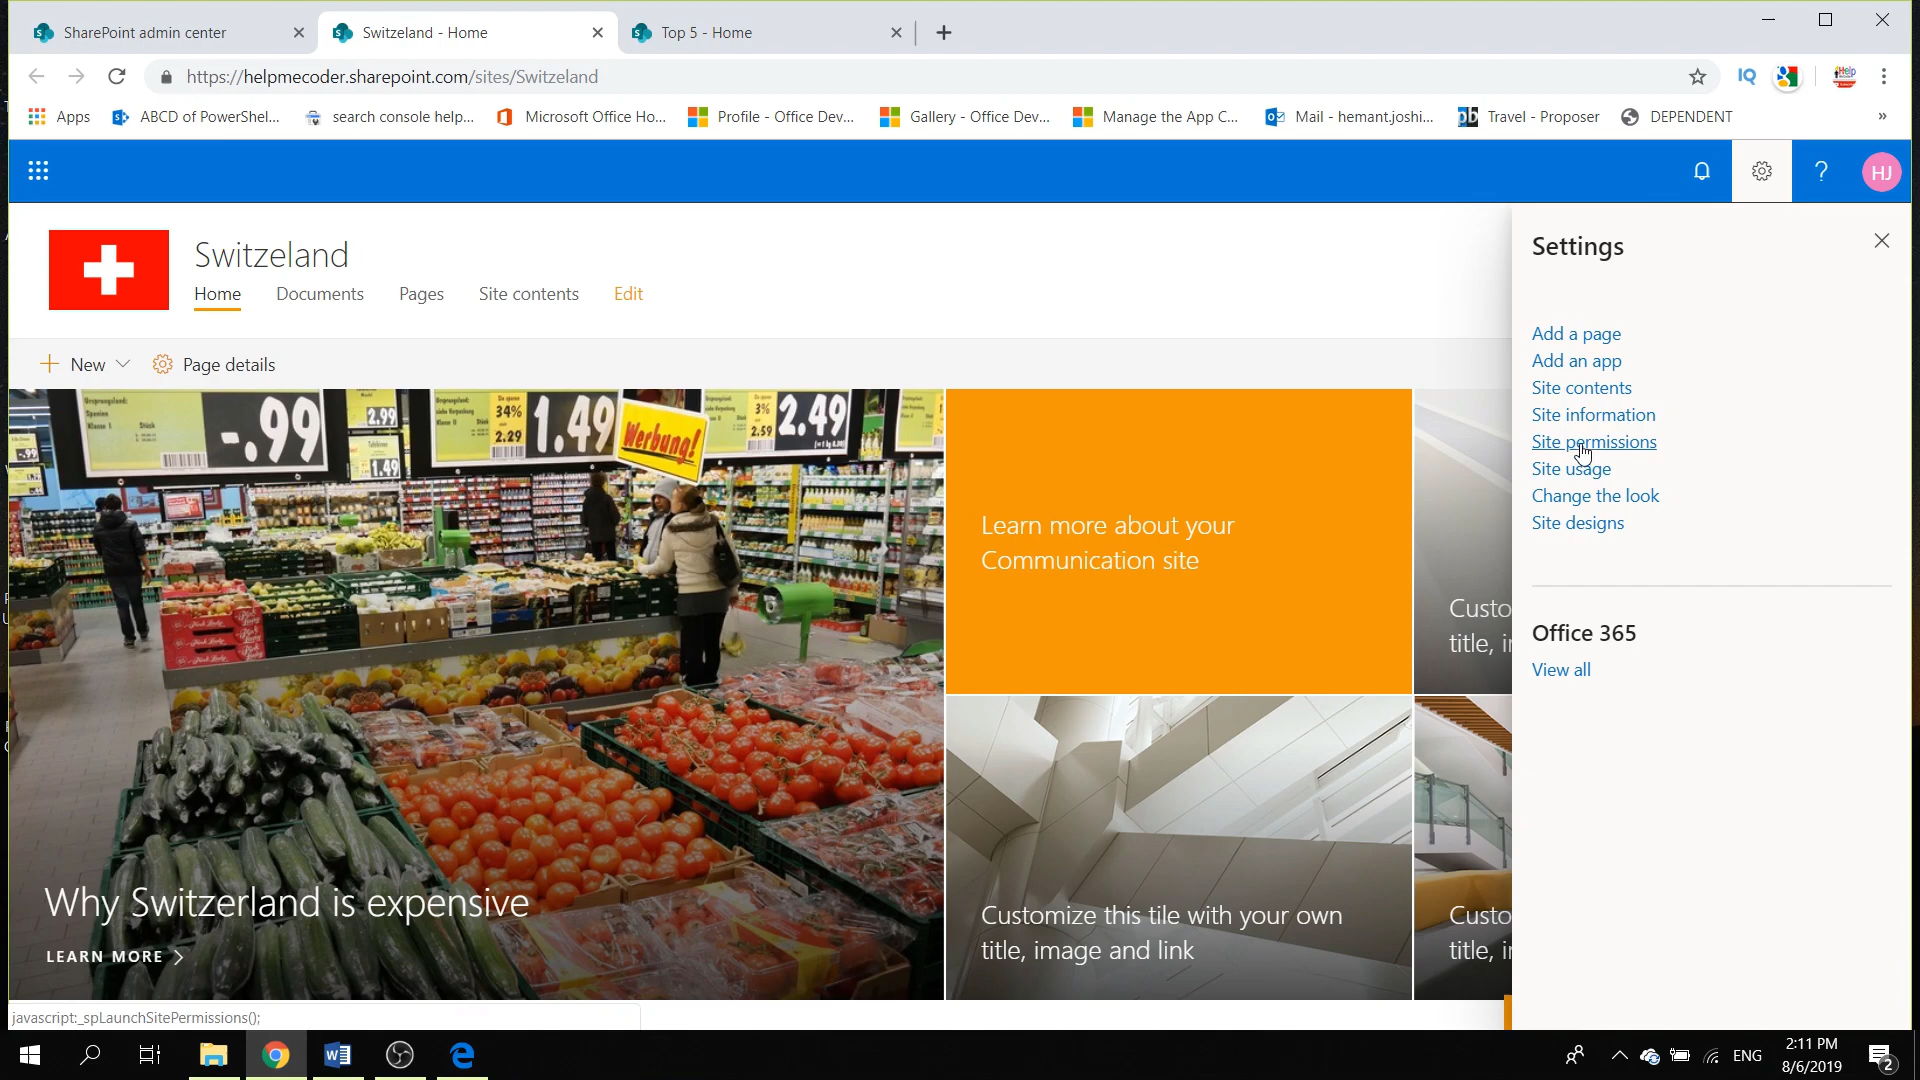 SharePoint admin center
Switzeland - Home
Top 5 - Home
https://helpmecoder.sharepoint.com/sites/Switzeland
IQ
Apps
ABCD of PowerShel...
search console help...
Microsoft Office Ho...
Profile - Office Dev...
Gallery - Office Dev...
Manage the App C...
Mail - hemant.joshi...
Travel - Proposer
DEPENDENT
»
?
HJ
Switzeland
Home
Documents
Pages
Site contents
Edit
New
Page details
Settings
Add a page
Add an app
Site contents
Site information
Site permissions
Site usage
Change the look
Site designs
Office 365
View all
-.99
2.99
34%
2.29
1.49
Werbung!
3%
2.59
2.49
1.49
Learn more about your
Communication site
Custo
title, i
Why Switzerland is expensive
LEARN MORE
Customize this tile with your own
title, image and link
Custo
title, i
javascript:_spLaunchSitePermissions();
ENG
2:11 PM
8/6/2019
2